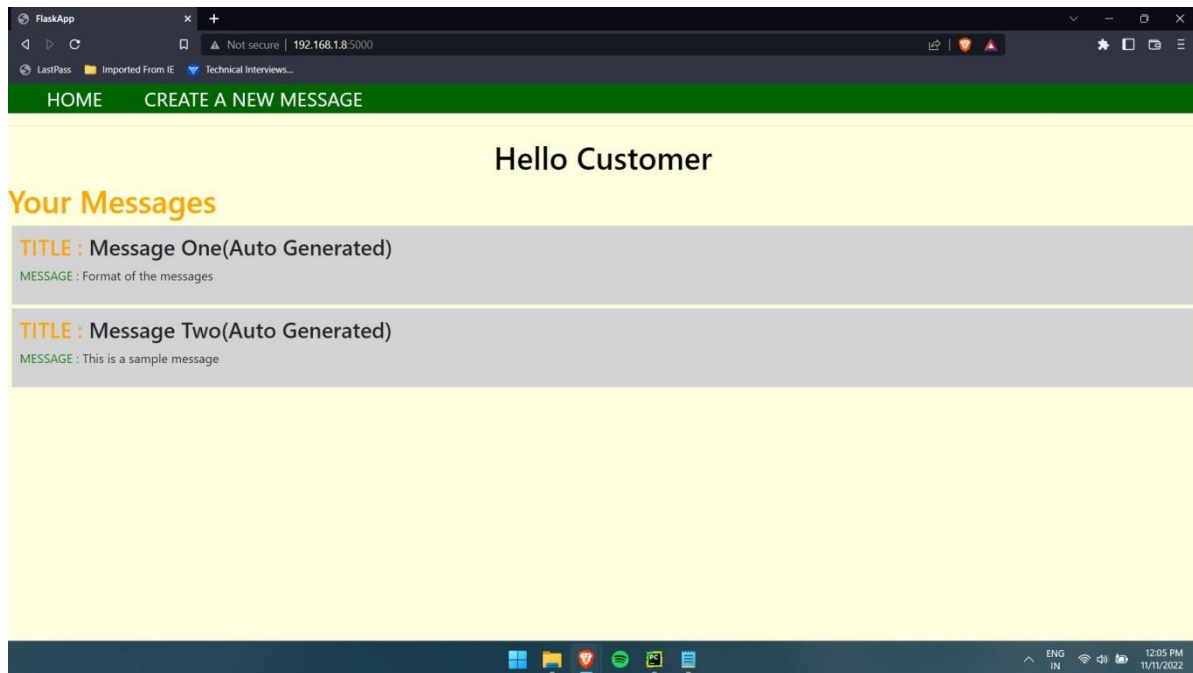 FlaskApp
Not secure | 192.168.1.8:5000
LastPass Imported From IE Technical Interviews...
HOME CREATE A NEW MESSAGE
Hello Customer
Your Messages
TITLE : Message One(Auto Generated)
MESSAGE : Format of the messages
TITLE : Message Two(Auto Generated)
MESSAGE : This is a sample message
PC
ENG
IN
12:05 PM
11/11/2022